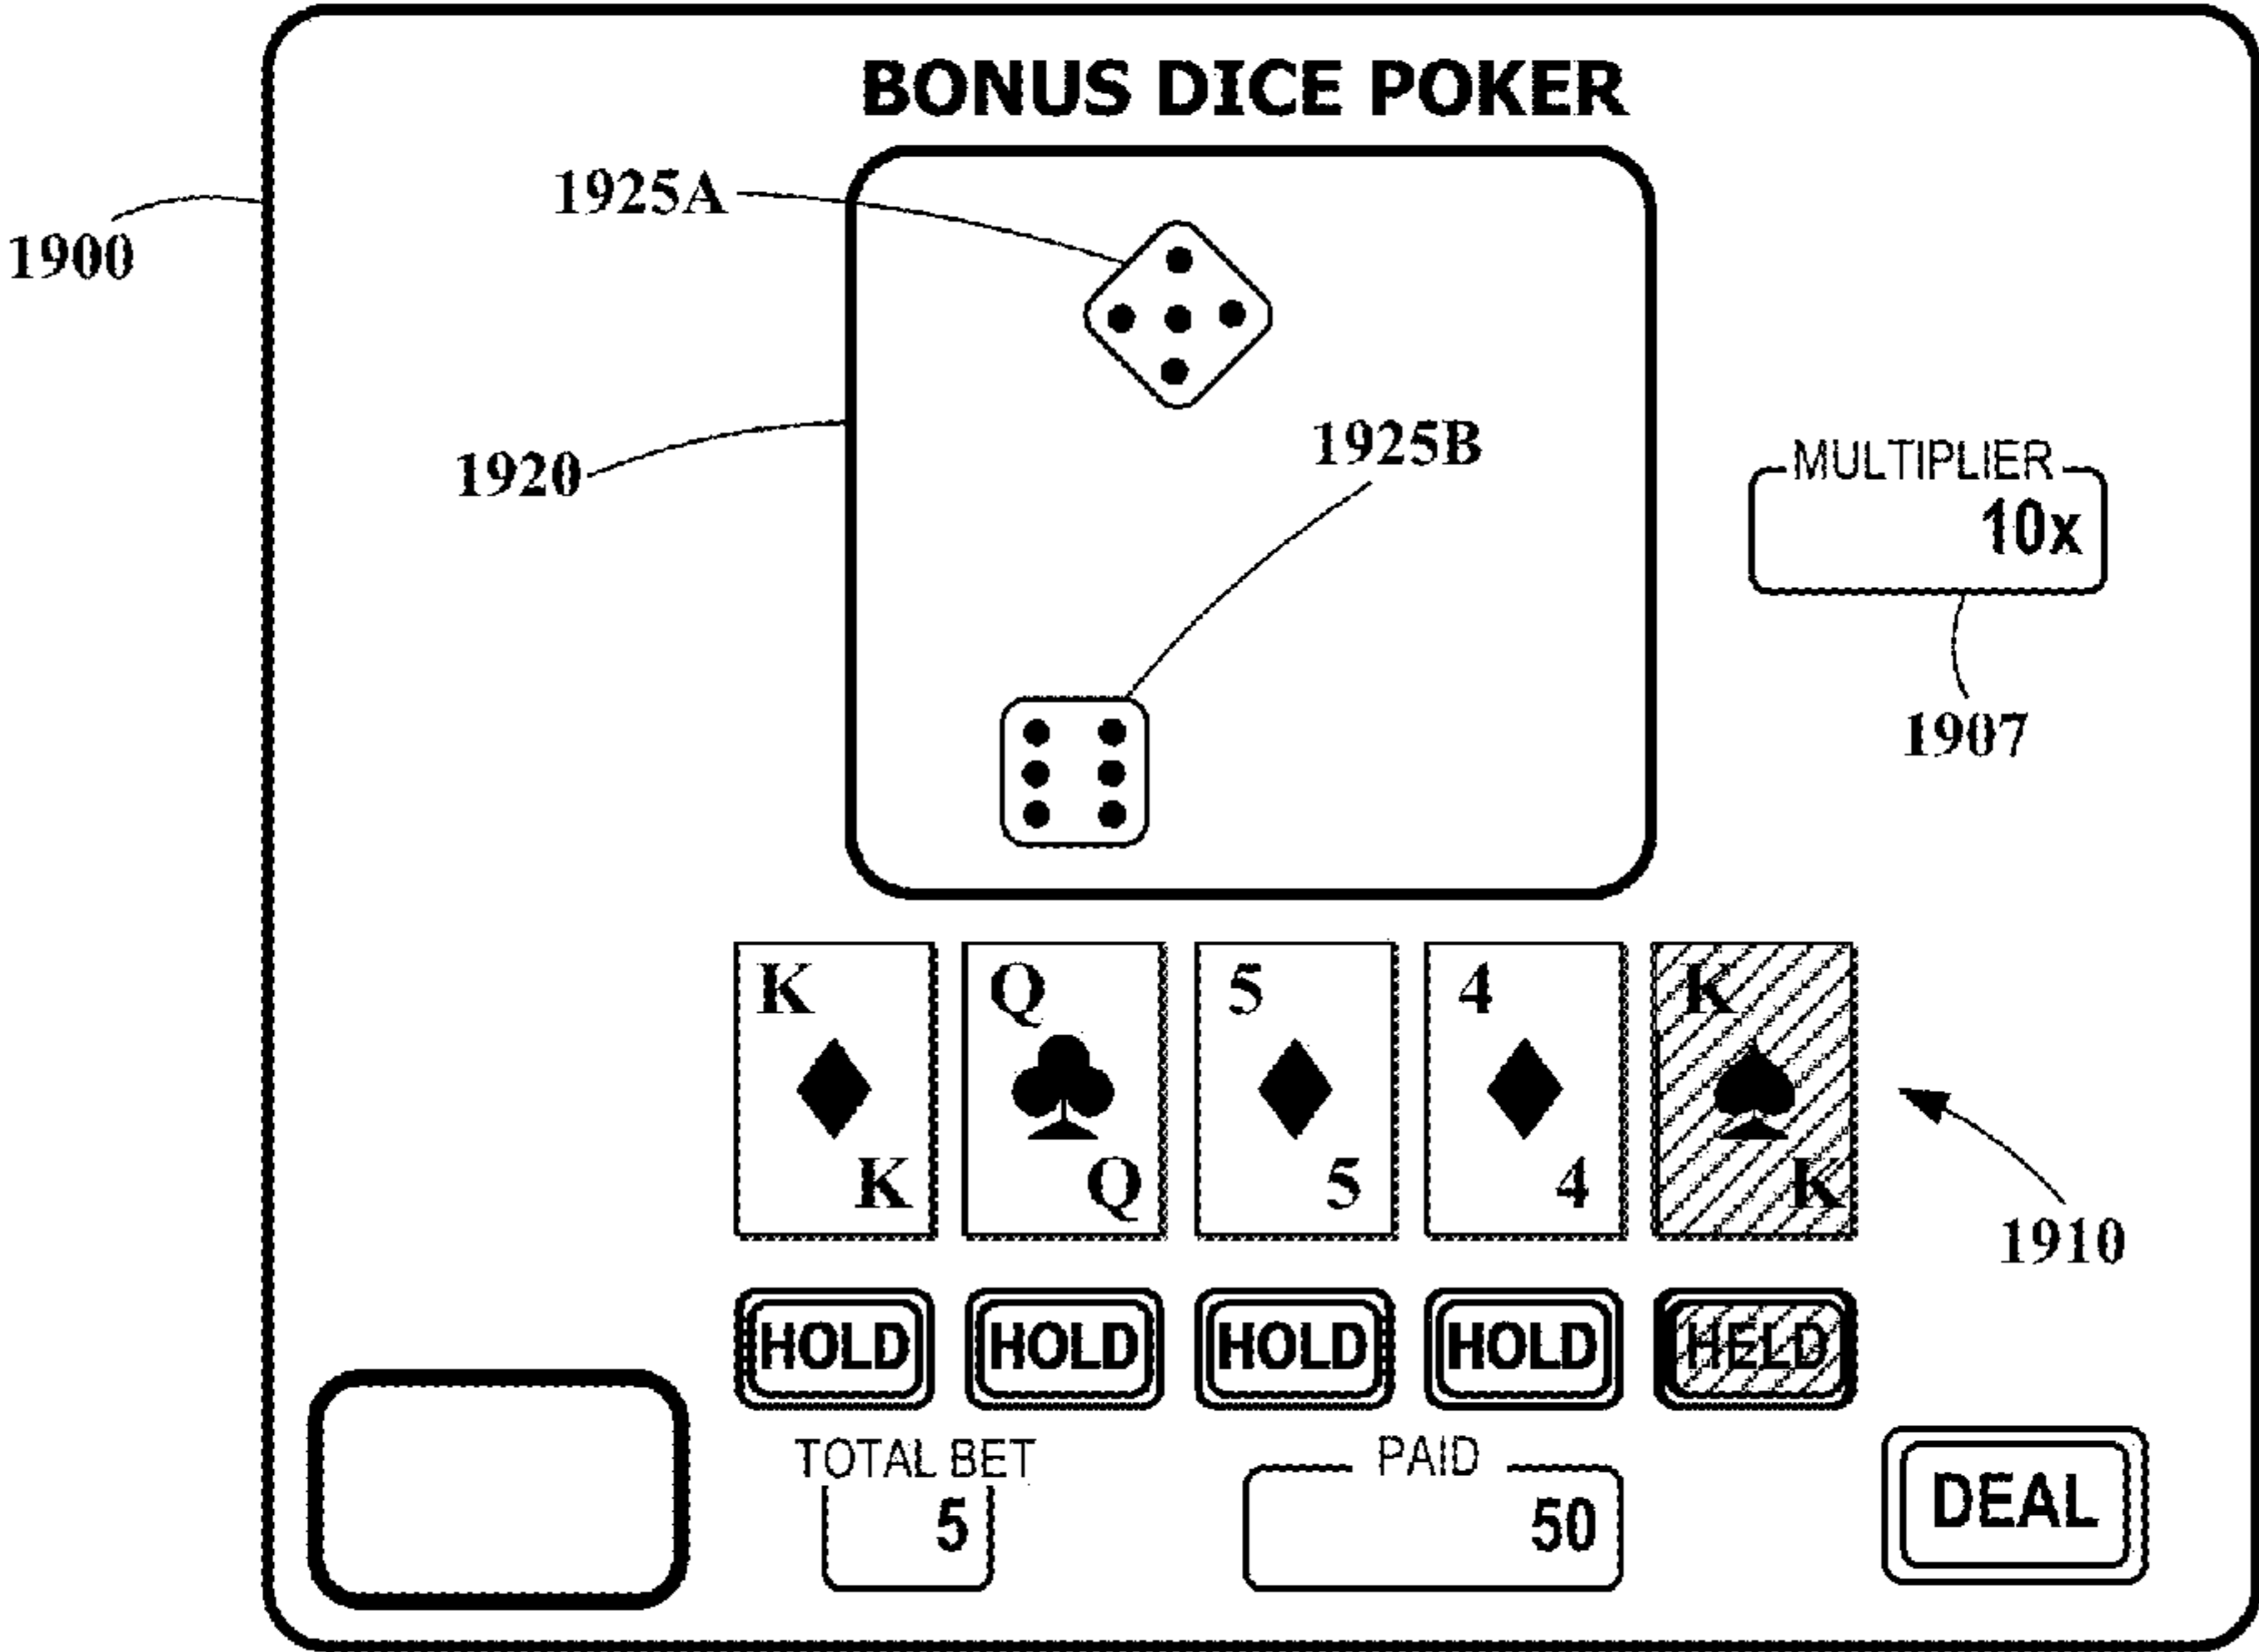 BONUS DICE POKER
1925A
1900
1925B
1920
MULTIPLIER
10x
1907
K Q 5 4 K
K Q 5 4 K
1910
HOLD HOLD HOLD HOLD HELD
TOTAL BET
5
PAID
50
DEAL